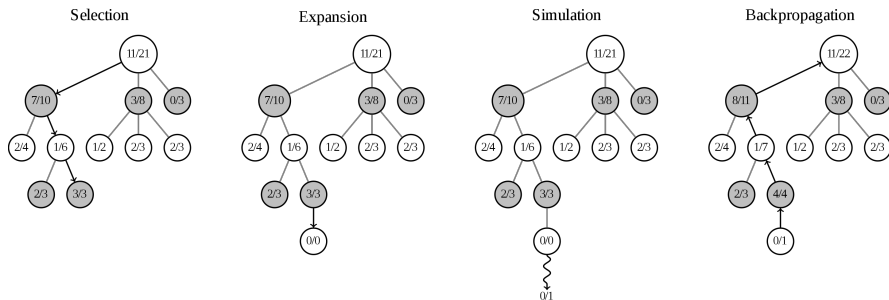 Selection
11/21
7/10 3/8 0/3
2/4 1/6 1/2 2/3 2/3
2/3 3/3
Expansion
11/21
7/10 3/8 0/3
2/4 1/6 1/2 2/3 2/3
2/3 3/3
0/0
Simulation
11/21
7/10 3/8 0/3
2/4 1/6 1/2 2/3 2/3
2/3 3/3
0/0
0/1
Backpropagation
11/22
8/11 3/8 0/3
2/4 1/7 1/2 2/3 2/3
2/3 4/4
0/1